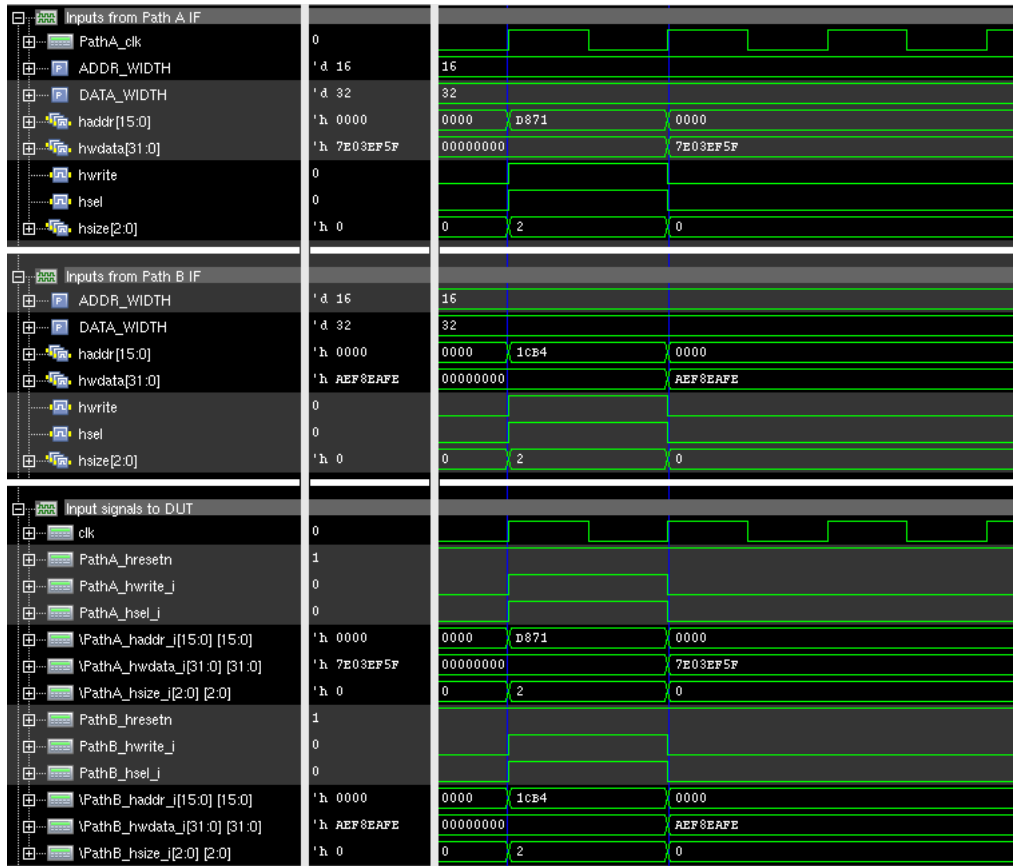 Inputs from Path A IF
PathA_clk 0
ADDR_WIDTH 'd 16 16
DATA_WIDTH 'd 32 32
haddr[15:0] 'h 0000 0000 D871 0000
hwdata[31:0] 'h 7E03EF5F 00000000 7E03EF5F
hwrite 0
hsel 0
hsize[2:0] 'h 0 0 2 0
Inputs from Path B IF
ADDR_WIDTH 'd 16 16
DATA_WIDTH 'd 32 32
haddr[15:0] 'h 0000 0000 1CB4 0000
hwdata[31:0] 'h AEF8EAFE 00000000 AEF8EAFE
hwrite 0
hsel 0
hsize[2:0] 'h 0 0 2 0
Input signals to DUT
clk 0
PathA_hresetn 1
PathA_hwrite_i 0
PathA_hsel_i 0
\PathA_haddr_i[15:0] [15:0] 'h 0000 0000 D871 0000
\PathA_hwdata_i[31:0] [31:0] 'h 7E03EF5F 00000000 7E03EF5F
\PathA_hsize_i[2:0] [2:0] 'h 0 0 2 0
PathB_hresetn 1
PathB_hwrite_i 0
PathB_hsel_i 0
\PathB_haddr_i[15:0] [15:0] 'h 0000 0000 1CB4 0000
\PathB_hwdata_i[31:0] [31:0] 'h AEF8EAFE 00000000 AEF8EAFE
\PathB_hsize_i[2:0] [2:0] 'h 0 0 2 0